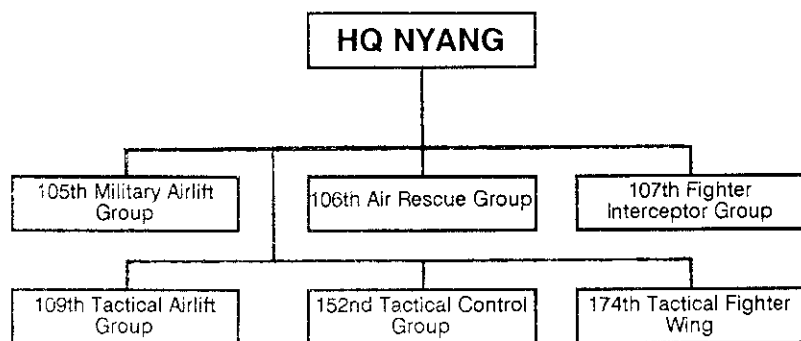 HQ NYANG
105th Military Airlift
Group
106th Air Rescue Group
107th Fighter
Interceptor Group
109th Tactical Airlift
Group
152nd Tactical Control
Group
174th Tactical Fighter
Wing